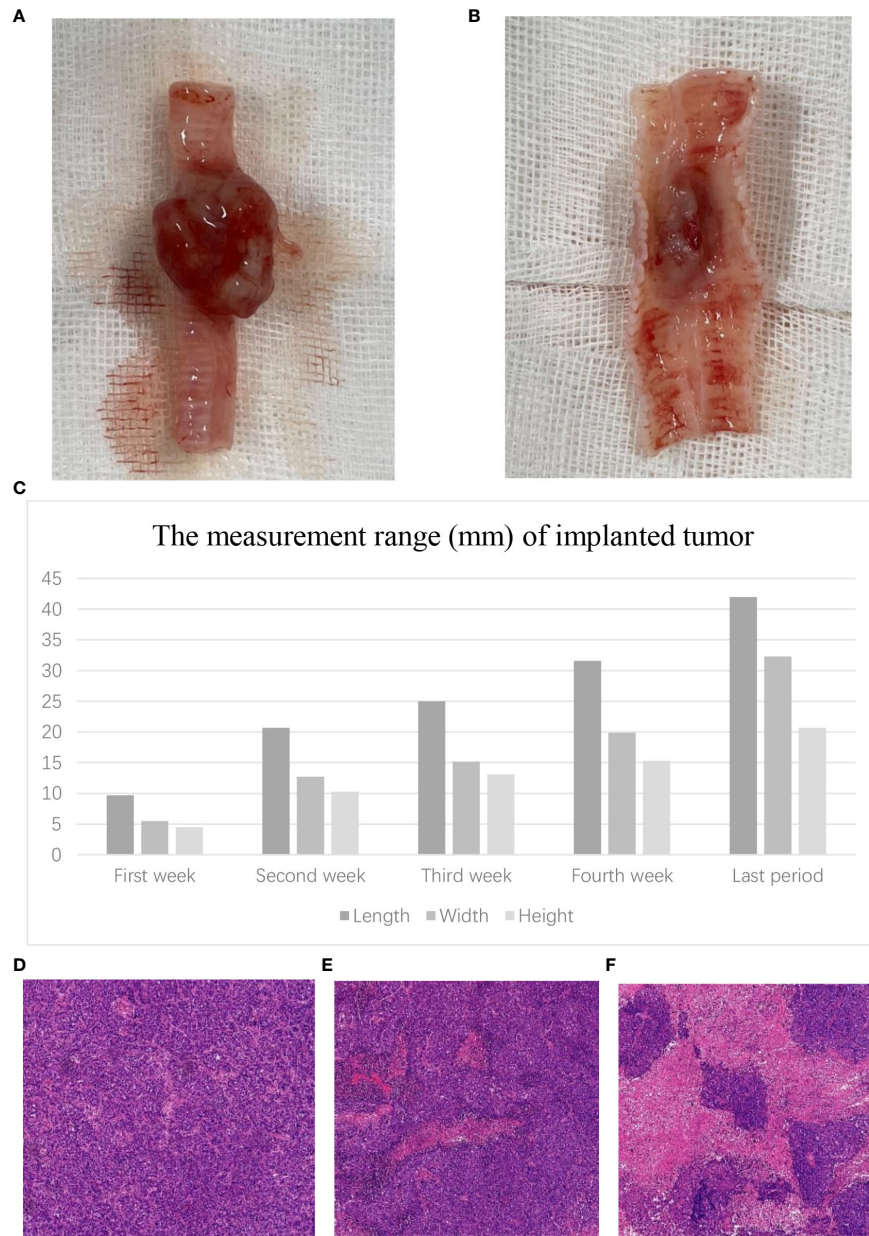 A
B
C
The measurement range (mm) of implanted tumor
45
40
35
30
25
20
15
10
5
0
First week Second week Third week Fourth week Last period
Length Width Height
D
E
F